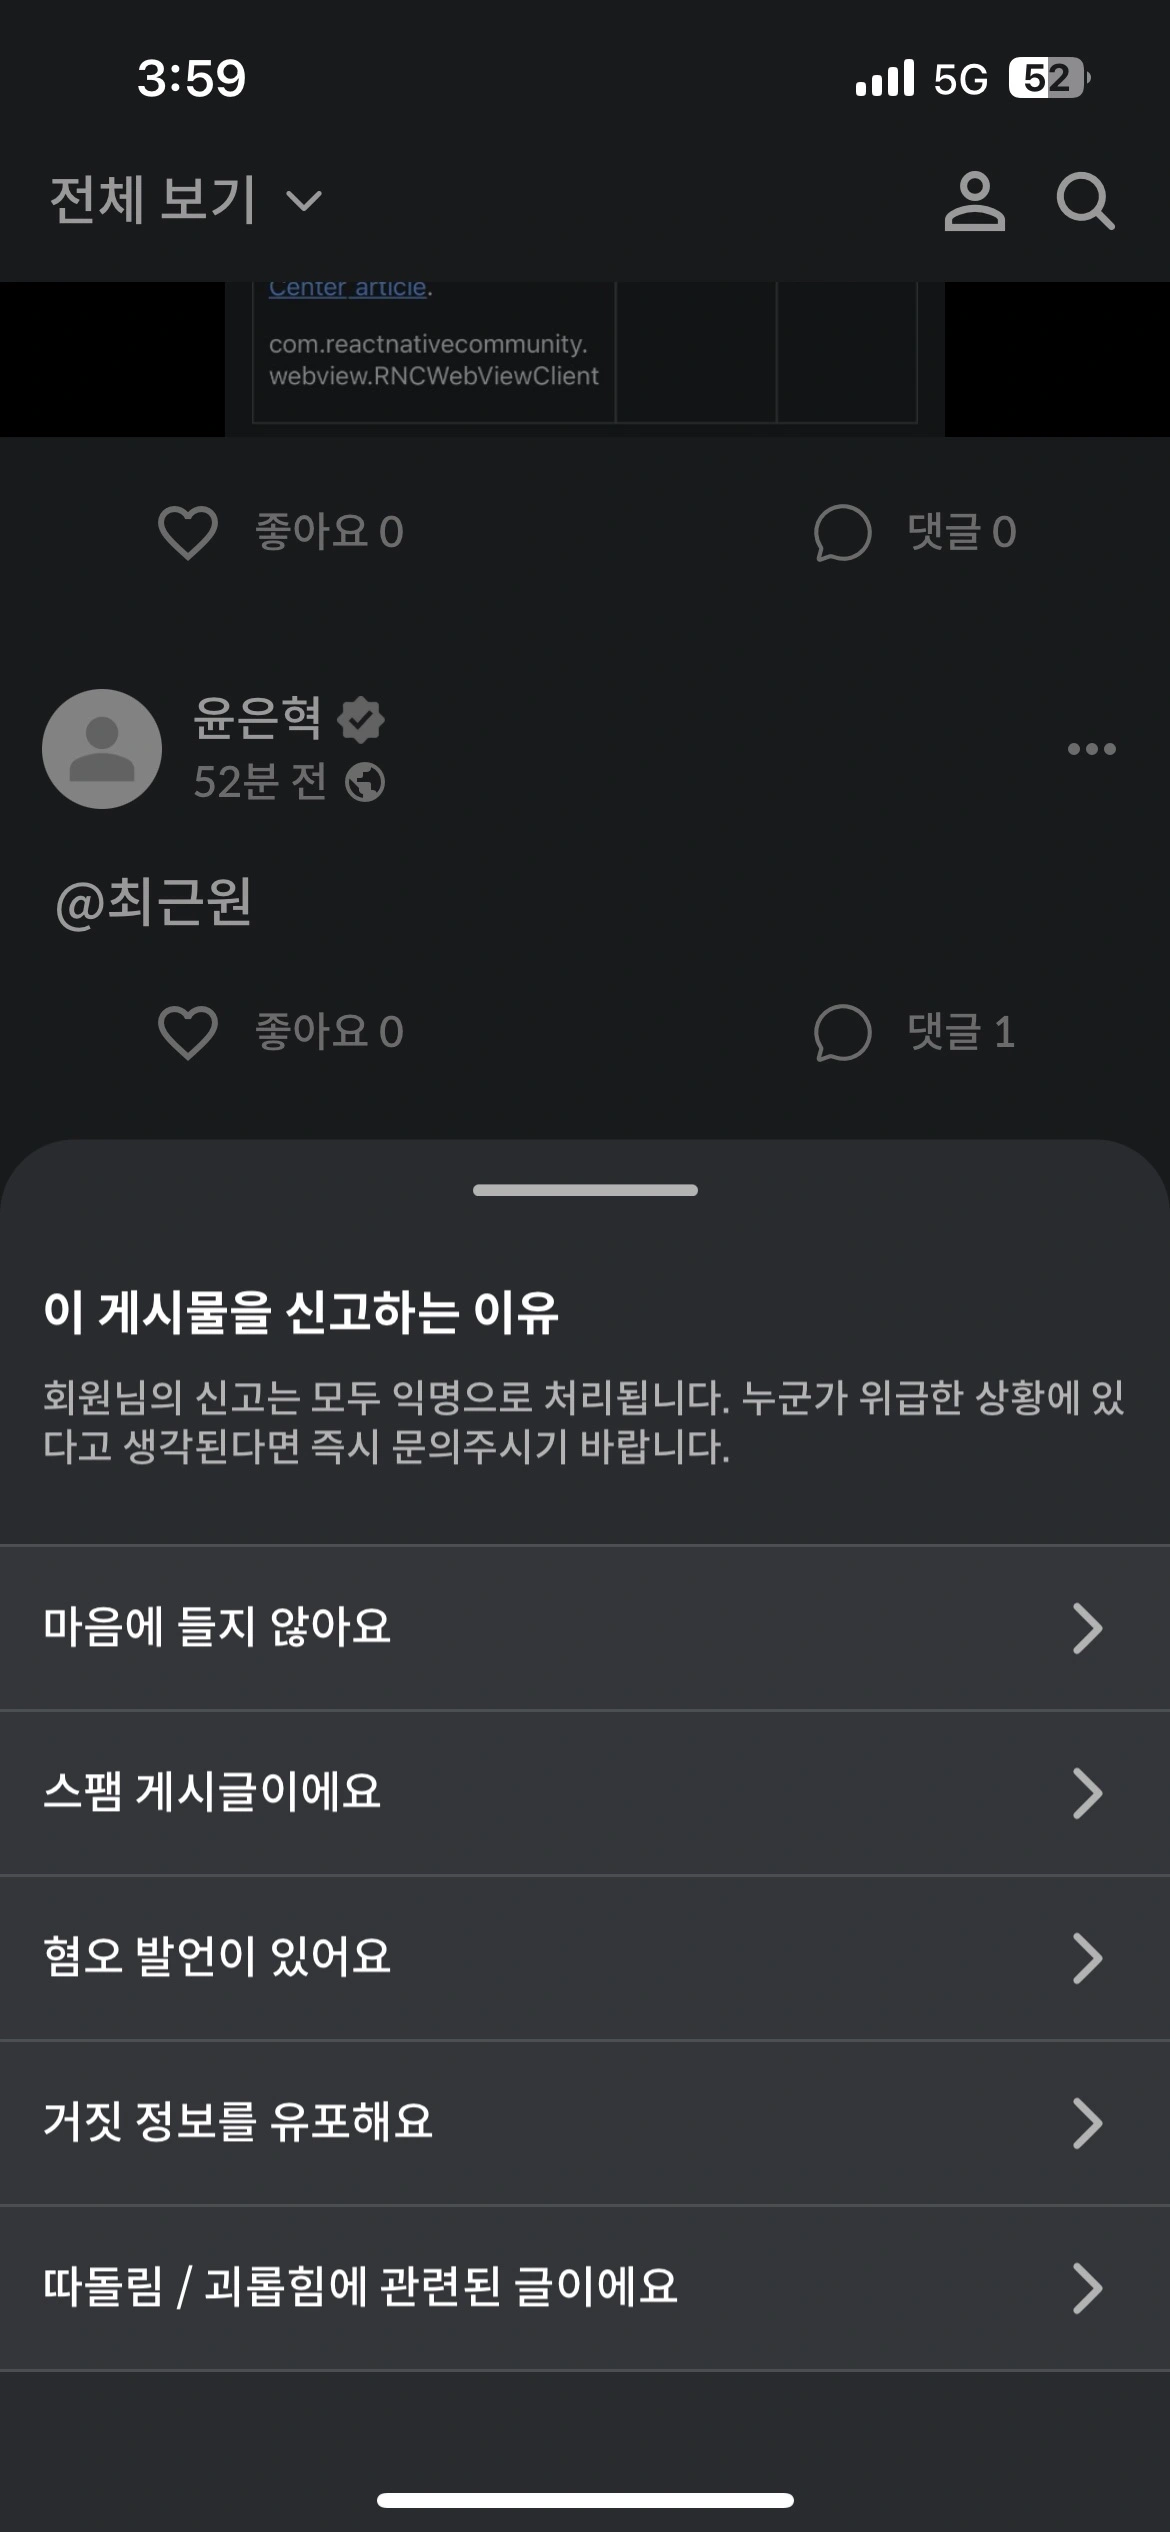 3:59
5G 52
전체 보기
Center article.
com.reactnativecommunity.
webview.RNCWebViewClient
좋아요 0 댓글 0
윤은혁
52분 전
@최근원
좋아요 0 댓글 1
이 게시물을 신고하는 이유
회원님의 신고는 모두 익명으로 처리됩니다. 누군가 위급한 상황에 있
다고 생각된다면 즉시 문의주시기 바랍니다.
마음에 들지 않아요
스팸 게시글이에요
혐오 발언이 있어요
거짓 정보를 유포해요
따돌림 / 괴롭힘에 관련된 글이에요